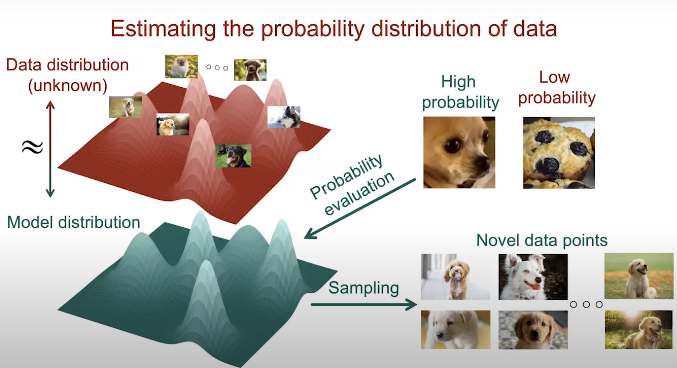 Estimating the probability distribution of data
Data distribution
(unknown)
≈
Model distribution
High
probability
Low
probability
Probability
evaluation
Novel data points
Sampling